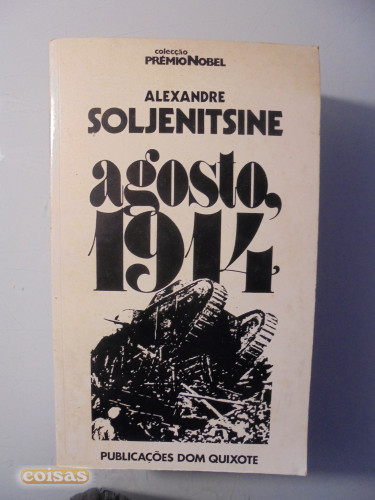 colecção
PRÉMIO NOBEL
ALEXANDRE
SOLJENITSINE
agosto,
1914
PUBLICAÇÕES DOM QUIXOTE
coisas